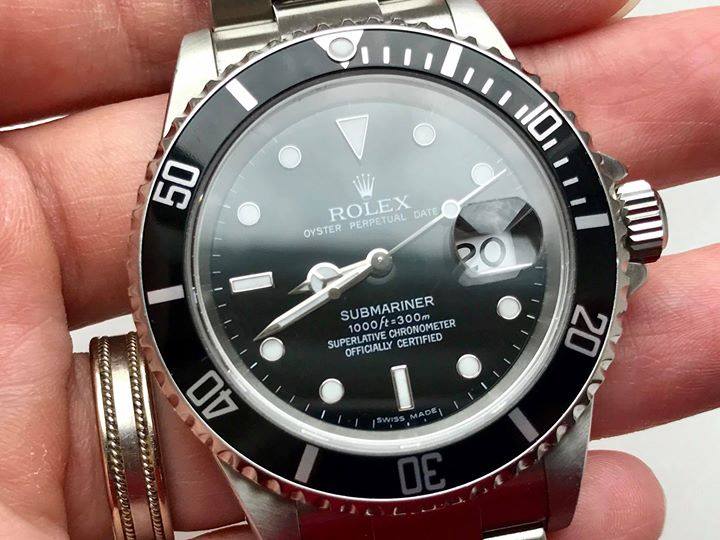 10
50
ROLEX
OYSTER PERPETUAL DATE
20
SUBMARINER
1000ft=300m
SUPERLATIVE CHRONOMETER
OFFICIALLY CERTIFIED
20
40
SWISS MADE
30